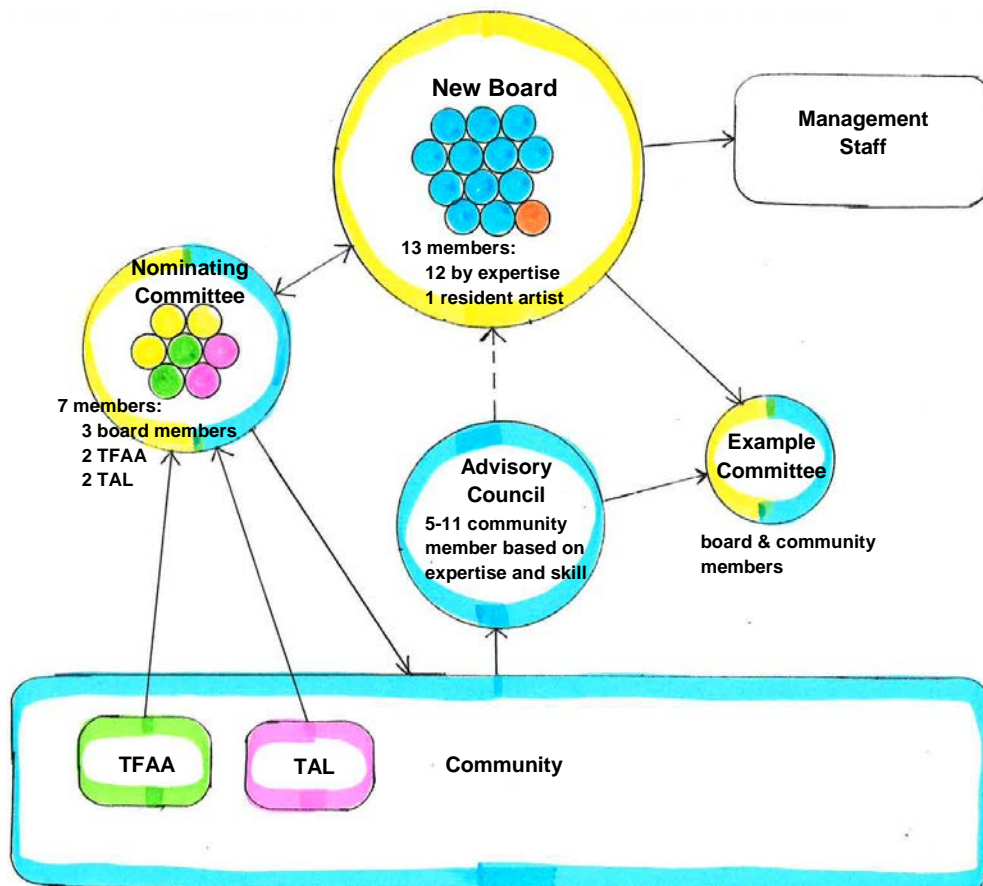 New Board
13 members:
12 by expertise
1 resident artist
Management
Staff
Nominating
Committee
7 members:
3 board members
2 TFAA
2 TAL
Advisory
Council
5-11 community
member based on
expertise and skill
Example
Committee
board & community
members
TFAA
TAL
Community